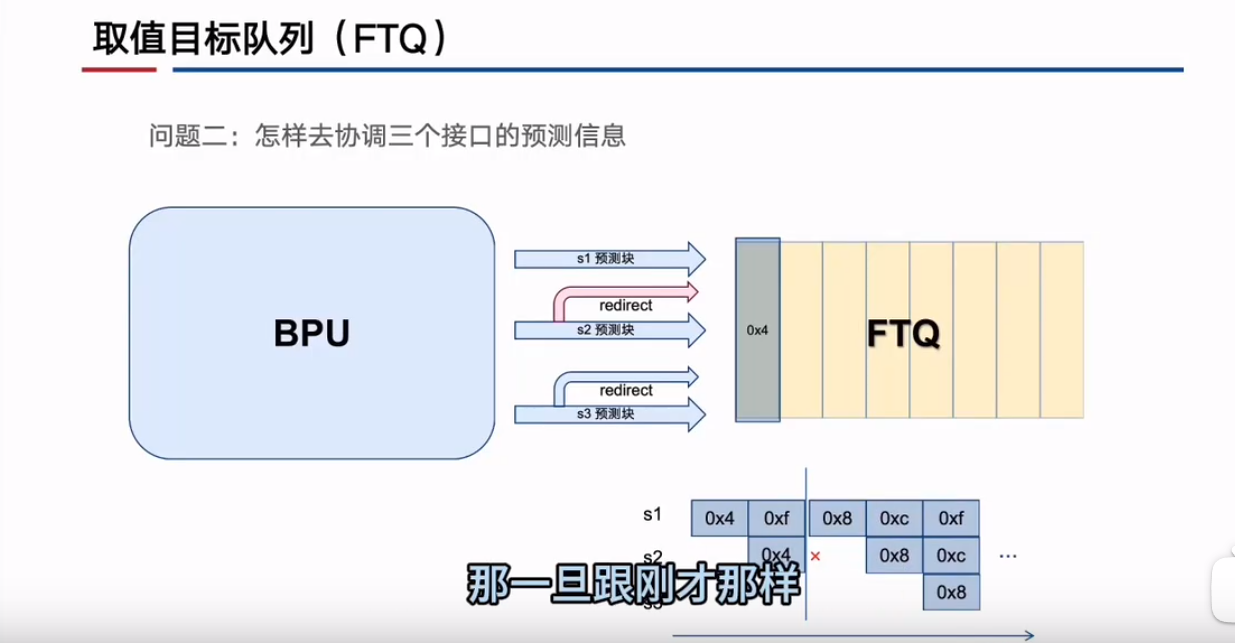 取值目标队列（FTQ）
问题二：怎样去协调三个接口的预测信息
BPU
s1 预测块
redirect
s2 预测块
redirect
s3 预测块
0x4
FTQ
s1 0x4 0xf 0x8 0xc 0xf
s2 0x4 × 0x8 0xc ...
s3 0x8
那一旦跟刚才那样